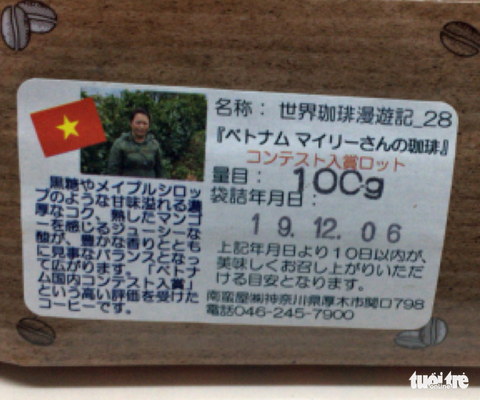 名称： 世界珈琲漫遊記_28
『ベトナム マイリーさんの珈琲』
コンテスト入賞ロット
量目： 100g
袋詰年月日：
19.12.06
上記年月日より10日以内が、
美味しくお召し上がりいただ
ける目安となります。
南蛮屋㈱神奈川県厚木市関口798
電話046-245-7900
黒糖やメイプルシロッ
プのような甘味溢れる濃
厚なコク、熟したマンゴ
ーを感じるジューシーな
酸が、豊かな香りととも
に見事なバランスとなっ
て広がります。「ベトナ
ム国内コンテスト入賞」
という高い評価を受けた
コーヒーです。
tuổi trẻ